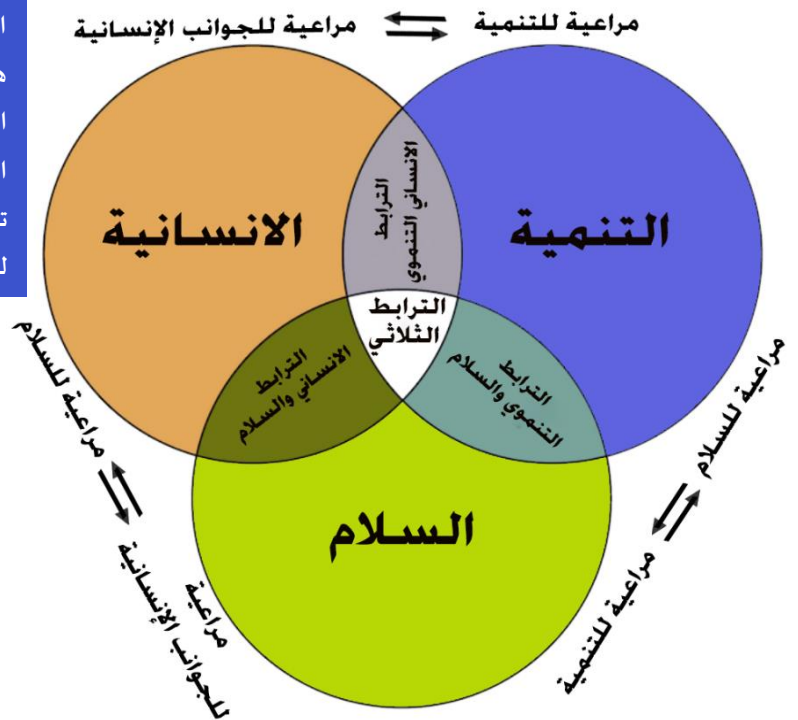 مراعية للتنمية
مراعية للجوانب الإنسانية
التنمية
الانسانية
الترابط
الانساني التنموي
الترابط
الثلاثي
الترابط
التنموي والسلام
الترابط
الانساني والسلام
السلام
مراعية للسلام
مراعية للتنمية
مراعية للسلام
مراعية
للجوانب الإنسانية